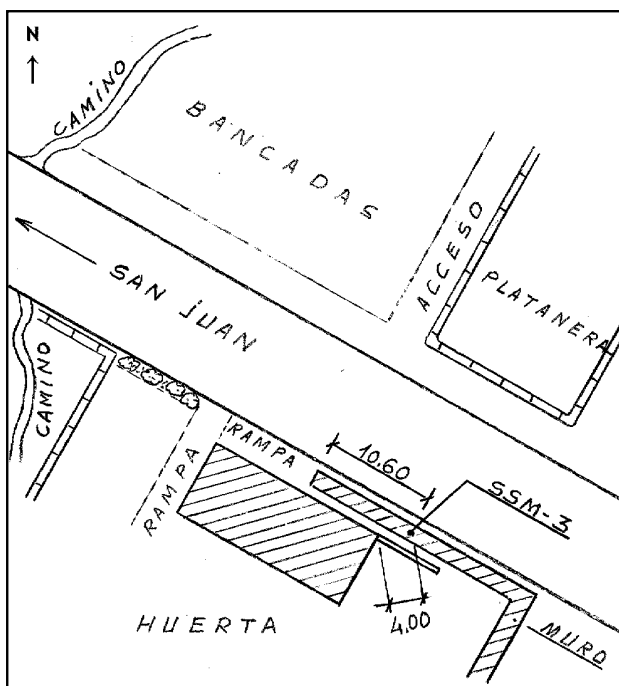 N
CAMINO
BANCADAS
ACCESO
PLATANERA
SAN JUAN
CAMINO
RAMPA
RAMPA
10.60
SSM-3
4.00
HUERTA
MURO